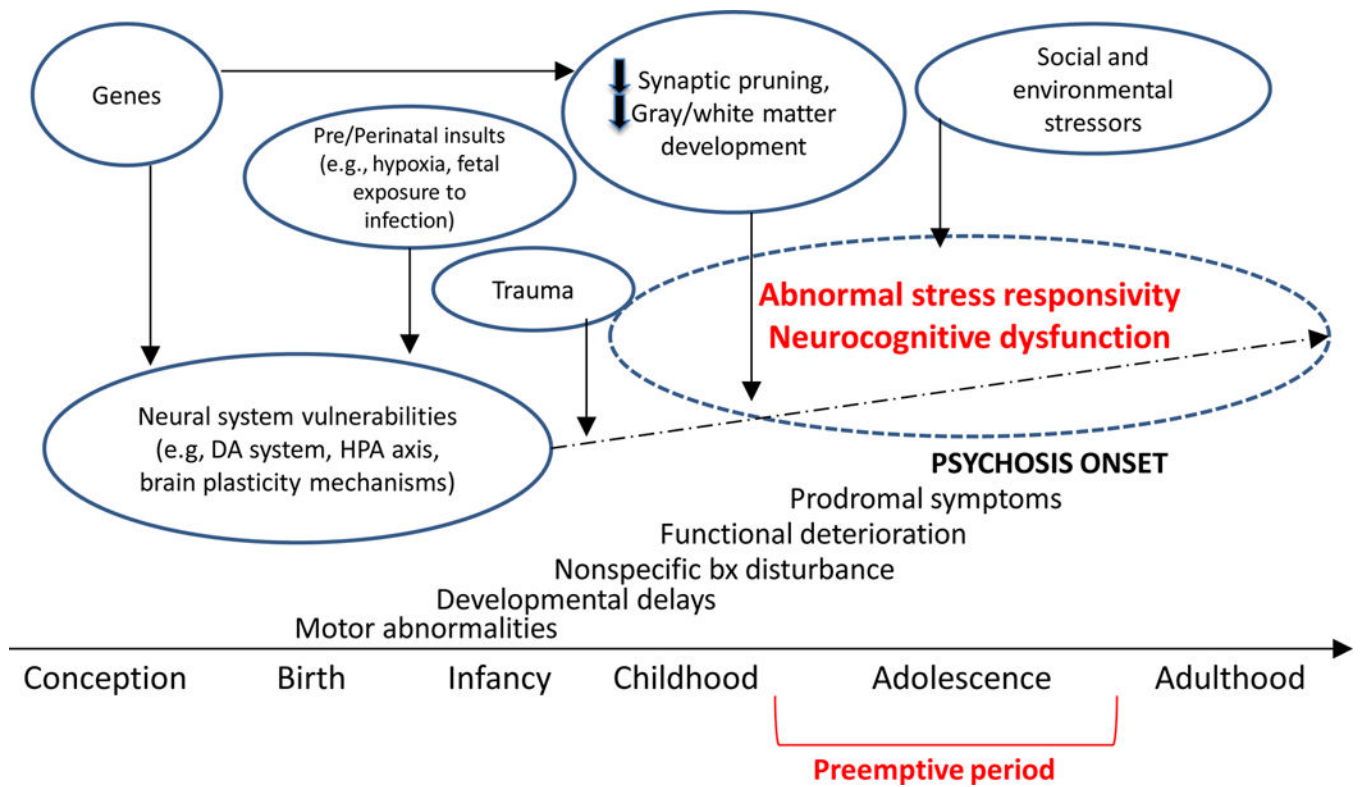 Genes
Pre/Perinatal insults
(e.g., hypoxia, fetal
exposure to
infection)
Synaptic pruning,
Gray/white matter
development
Social and
environmental
stressors
Trauma
Abnormal stress responsivity
Neurocognitive dysfunction
Neural system vulnerabilities
(e.g, DA system, HPA axis,
brain plasticity mechanisms)
PSYCHOSIS ONSET
Prodromal symptoms
Functional deterioration
Nonspecific bx disturbance
Developmental delays
Motor abnormalities
Conception Birth Infancy Childhood Adolescence Adulthood
Preemptive period